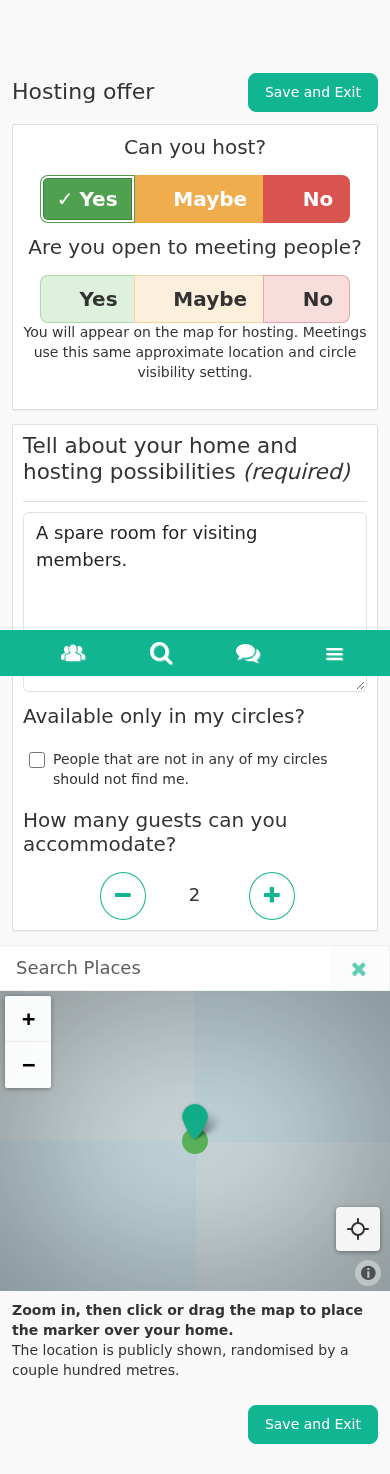 Hosting offer
Save and Exit
Can you host?
✓ Yes
Maybe
No
Are you open to meeting people?
Yes
Maybe
No
You will appear on the map for hosting. Meetings
use this same approximate location and circle
visibility setting.
Tell about your home and
hosting possibilities (required)
A spare room for visiting
members.
Available only in my circles?
People that are not in any of my circles
should not find me.
How many guests can you
accommodate?
2
Search Places
+
−
Zoom in, then click or drag the map to place
the marker over your home.
The location is publicly shown, randomised by a
couple hundred metres.
Save and Exit